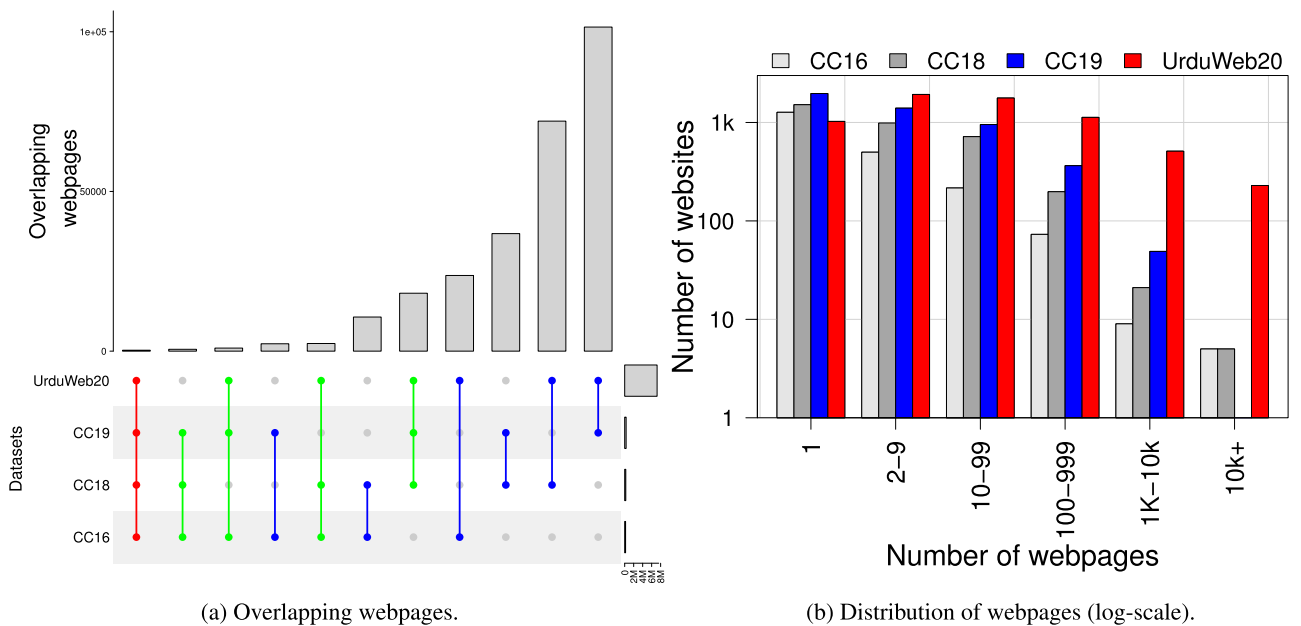 1e+05
50000
0
Overlapping
webpages
UrduWeb20
CC19
CC18
CC16
Datasets
0
2M
4M
6M
8M
(a) Overlapping webpages.
CC16 CC18 CC19 UrduWeb20
1k
100
10
1
Number of websites
1
2−9
10−99
100−999
1K−10k
10k+
Number of webpages
(b) Distribution of webpages (log-scale).